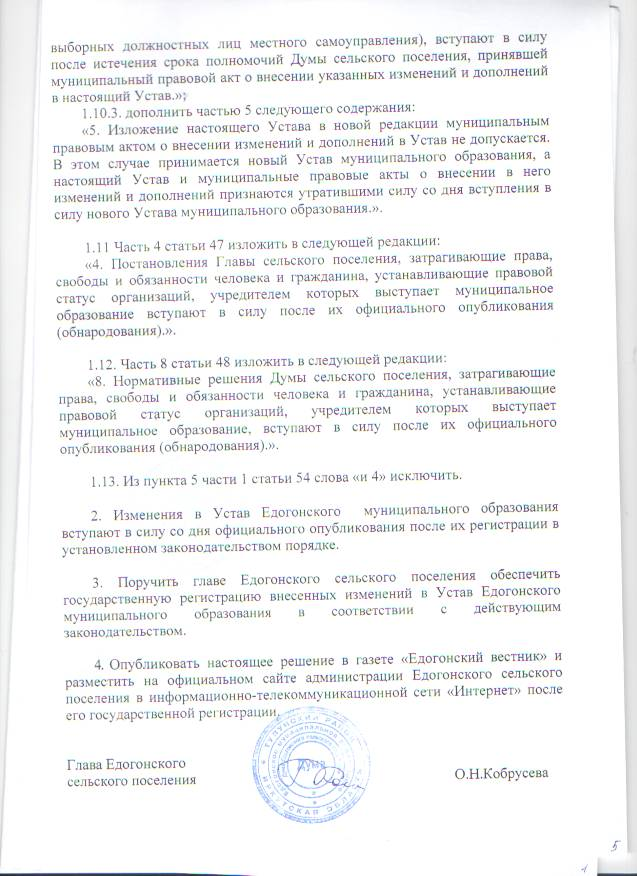 выборных должностных лиц местного самоуправления), вступают в силу
после истечения срока полномочий Думы сельского поселения, принявшей
муниципальный правовой акт о внесении указанных изменений и дополнений
в настоящий Устав.»;
1.10.3. дополнить частью 5 следующего содержания:
«5. Изложение настоящего Устава в новой редакции муниципальным
правовым актом о внесении изменений и дополнений в Устав не допускается.
В этом случае принимается новый Устав муниципального образования, а
настоящий Устав и муниципальные правовые акты о внесении в него
изменений и дополнений признаются утратившими силу со дня вступления в
силу нового Устава муниципального образования.».
1.11 Часть 4 статьи 47 изложить в следующей редакции:
«4. Постановления Главы сельского поселения, затрагивающие права,
свободы и обязанности человека и гражданина, устанавливающие правовой
статус организаций, учредителем которых выступает муниципальное
образование вступают в силу после их официального опубликования
(обнародования).».
1.12. Часть 8 статьи 48 изложить в следующей редакции:
«8. Нормативные решения Думы сельского поселения, затрагивающие
права, свободы и обязанности человека и гражданина, устанавливающие
правовой статус организаций, учредителем которых выступает
муниципальное образование, вступают в силу после их официального
опубликования (обнародования).».
1.13. Из пункта 5 части 1 статьи 54 слова «и 4» исключить.
2. Изменения в Устав Едогонского муниципального образования
вступают в силу со дня официального опубликования после их регистрации в
установленном законодательством порядке.
3. Поручить главе Едогонского сельского поселения обеспечить
государственную регистрацию внесенных изменений в Устав Едогонского
муниципального образования в соответствии с действующим
законодательством.
4. Опубликовать настоящее решение в газете «Едогонский вестник» и
разместить на официальном сайте администрации Едогонского сельского
поселения в информационно-телекоммуникационной сети «Интернет» после
его государственной регистрации.
ТУЛУНСКИЙ РАЙОН
ИРКУТСКАЯ ОБЛАСТЬ
Дума
Глава Едогонского
сельского поселения О.Н.Кобрусева
5